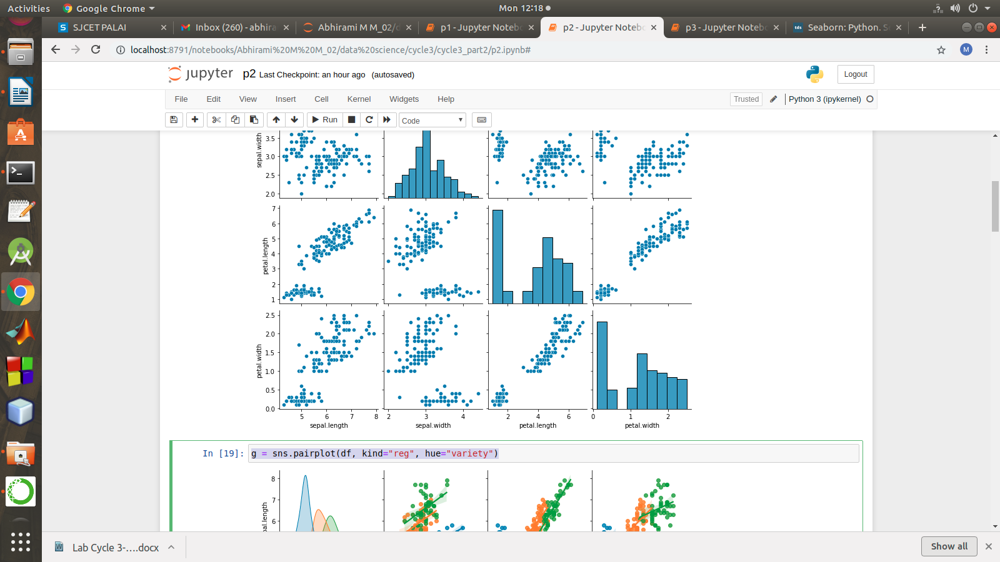 Activities
Google Chrome
Mon 12:18
SJCET PALAI
Inbox (260) - abhira
Abhirami M M_02/d
p1 - Jupyter Notebo
p2 - Jupyter Notebo
p3 - Jupyter Notebo
tds
Seaborn: Python. Se
localhost:8791/notebooks/Abhirami%20M%20M_02/data%20science/cycle3/cycle3_part2/p2.ipynb#
M
jupyter
p2 Last Checkpoint: an hour ago (autosaved)
Logout
File
Edit
View
Insert
Cell
Kernel
Widgets
Help
Trusted
Python 3 (ipykernel)
Run
Code
sepal.width
3.5
3.0
2.5
2.0
petal.length
7
6
5
4
3
2
1
petal.width
2.5
2.0
1.5
1.0
0.5
0.0
5 6 7 8
2 3 4
2 4 6
0 1 2
sepal.length
sepal.width
petal.length
petal.width
In [19]:
g = sns.pairplot(df, kind="reg", hue="variety")
8
7
6
pal.length
Lab Cycle 3-....docx
Show all